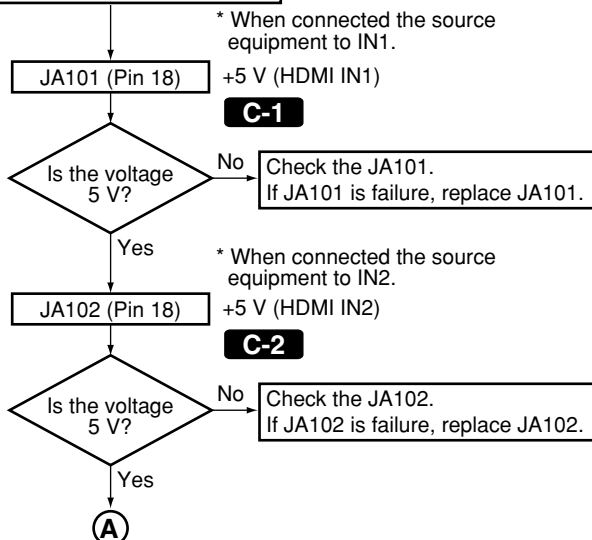 * When connected the source
equipment to IN1.
JA101 (Pin 18)
+5 V (HDMI IN1)
C-1
Is the voltage
5 V?
No
Check the JA101.
If JA101 is failure, replace JA101.
Yes
* When connected the source
equipment to IN2.
JA102 (Pin 18)
+5 V (HDMI IN2)
C-2
Is the voltage
5 V?
No
Check the JA102.
If JA102 is failure, replace JA102.
Yes
A